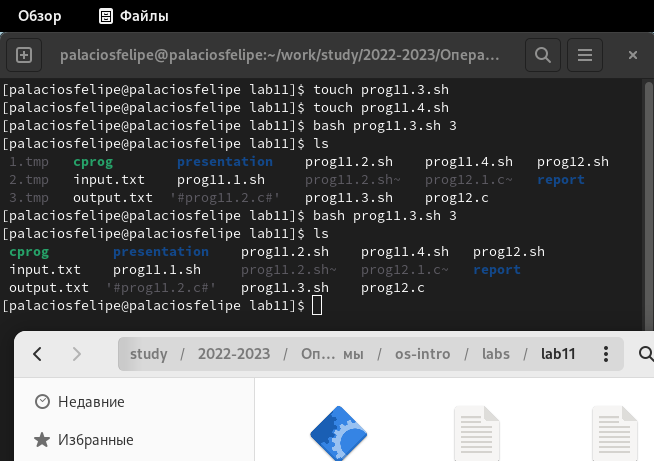 Обзор Файлы
palaciosfelipe@palaciosfelipe:~/work/study/2022-2023/Опера…
[palaciosfelipe@palaciosfelipe lab11]$ touch prog11.3.sh
[palaciosfelipe@palaciosfelipe lab11]$ touch prog11.4.sh
[palaciosfelipe@palaciosfelipe lab11]$ bash prog11.3.sh 3
[palaciosfelipe@palaciosfelipe lab11]$ ls
1.tmp cprog presentation prog11.2.sh prog11.4.sh prog12.sh
2.tmp input.txt prog11.1.sh prog11.2.sh~ prog12.1.c~ report
3.tmp output.txt '#prog11.2.c#' prog11.3.sh prog12.c
[palaciosfelipe@palaciosfelipe lab11]$ bash prog11.3.sh 3
[palaciosfelipe@palaciosfelipe lab11]$ ls
cprog presentation prog11.2.sh prog11.4.sh prog12.sh
input.txt prog11.1.sh prog11.2.sh~ prog12.1.c~ report
output.txt '#prog11.2.c#' prog11.3.sh prog12.c
[palaciosfelipe@palaciosfelipe lab11]$
study / 2022-2023 / Оп… мы / os-intro / labs / lab11
Недавние
Избранные